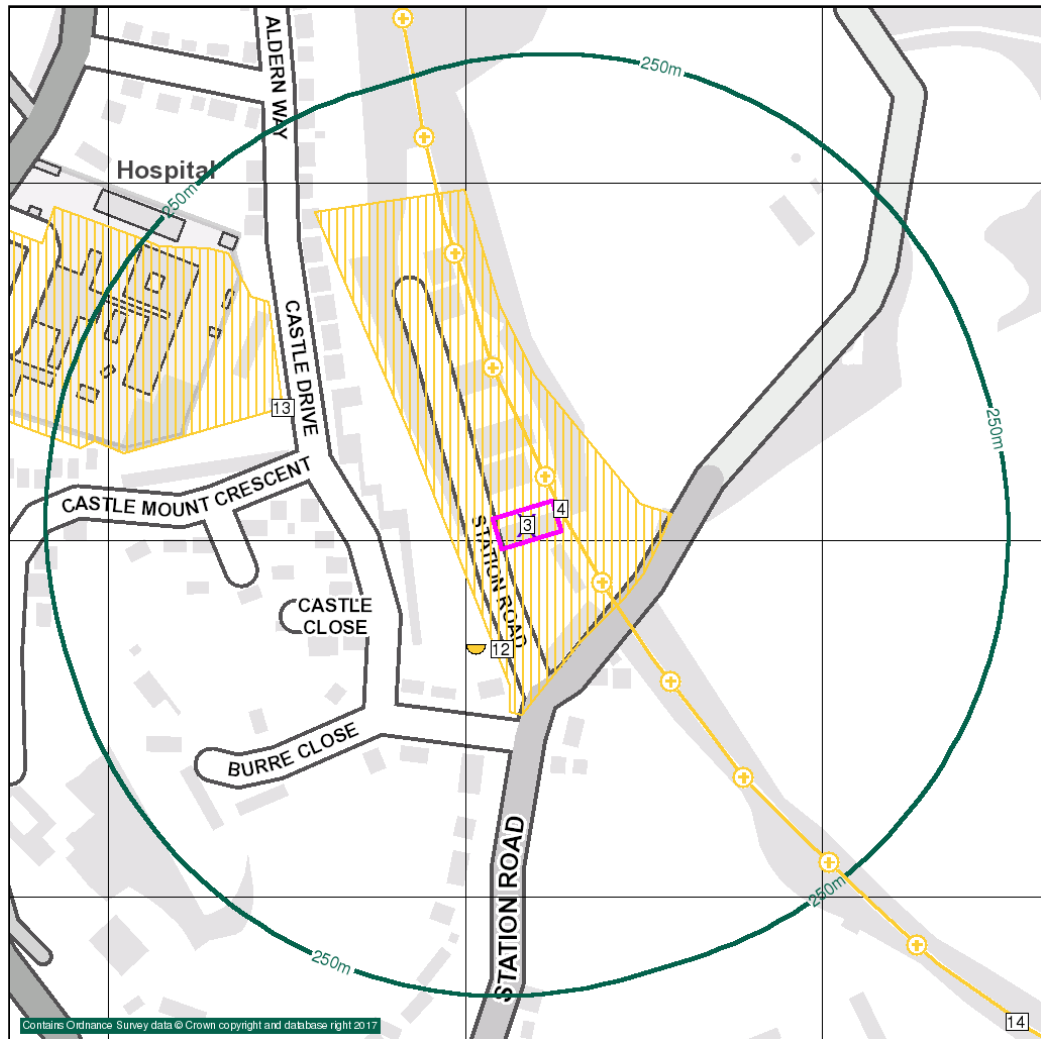 250m
ALDERN WAY
Hospital
250m
CASTLE DRIVE
13
250m
CASTLE MOUNT CRESCENT
4
3
STATION ROAD
CASTLE
CLOSE
12
BURRE CLOSE
STATION ROAD
250m
250m
14
Contains Ordnance Survey data © Crown copyright and database right 2017